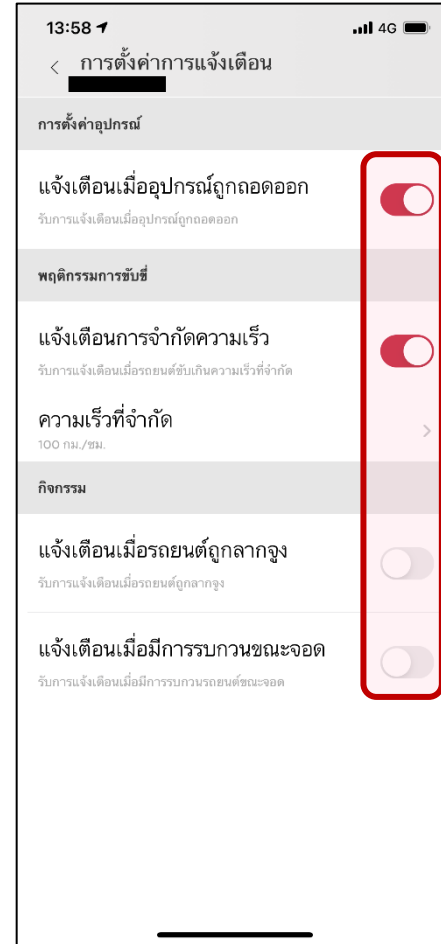 13:58
4G
การตั้งค่าการแจ้งเตือน
การตั้งค่าอุปกรณ์
แจ้งเตือนเมื่ออุปกรณ์ถูกถอดออก
รับการแจ้งเตือนเมื่ออุปกรณ์ถูกถอดออก
พฤติกรรมการขับขี่
แจ้งเตือนการจำกัดความเร็ว
รับการแจ้งเตือนเมื่อรถยนต์ขับเกินความเร็วที่จำกัด
ความเร็วที่จำกัด
100 กม./ชม.
กิจกรรม
แจ้งเตือนเมื่อรถยนต์ถูกลากจูง
รับการแจ้งเตือนเมื่อรถยนต์ถูกลากจูง
แจ้งเตือนเมื่อมีการรบกวนขณะจอด
รับการแจ้งเตือนเมื่อมีการรบกวนรถยนต์ขณะจอด